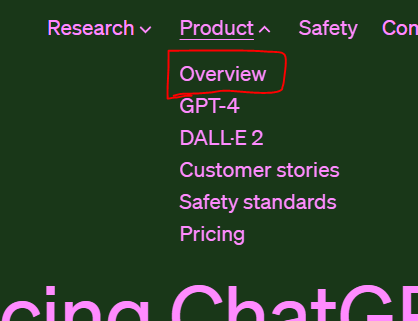 Research Product Safety
Overview
GPT-4
DALL·E 2
Customer stories
Safety standards
Pricing